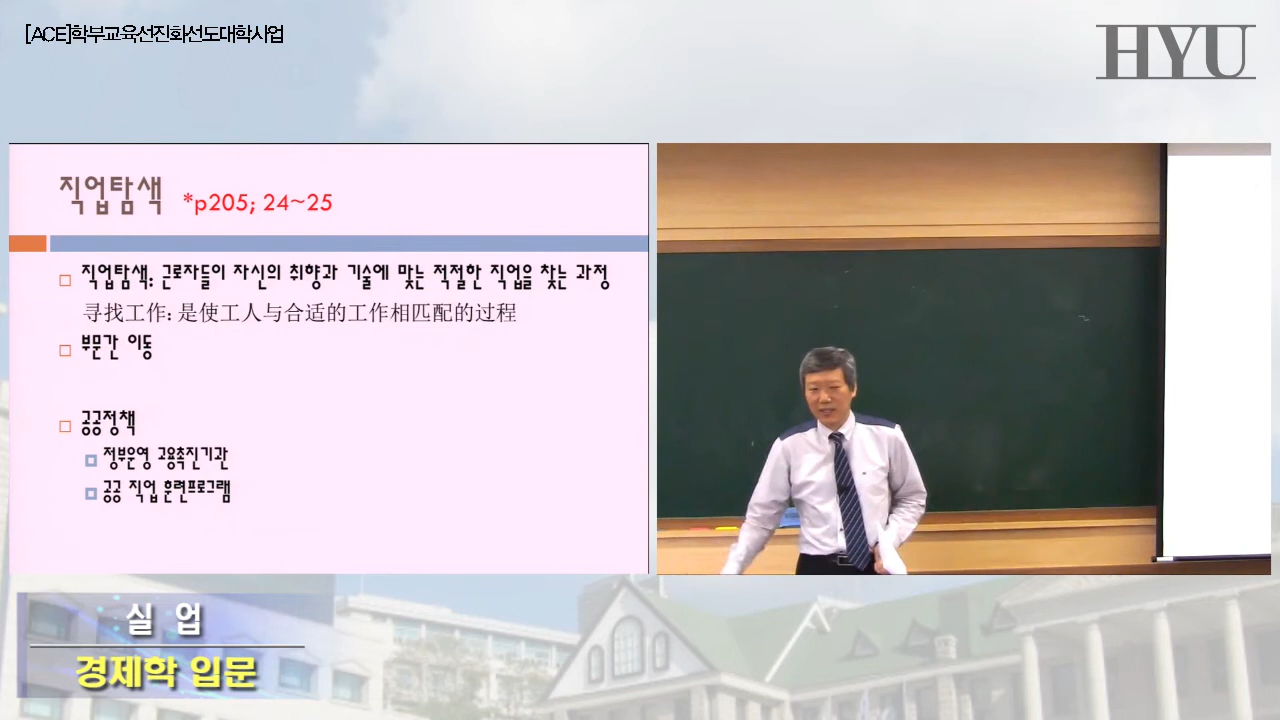 [ACE]학부교육선진화선도대학사업
HYU
직업탐색 *p205; 24~25
직업탐색: 근로자들이 자신의 취향과 기술에 맞는 적절한 직업을 찾는 과정
寻找工作: 是使工人与合适的工作相匹配的过程
부문간 이동
공공정책
정부운영 고용촉진기관
공공 직업 훈련프로그램
실 업
경제학 입문